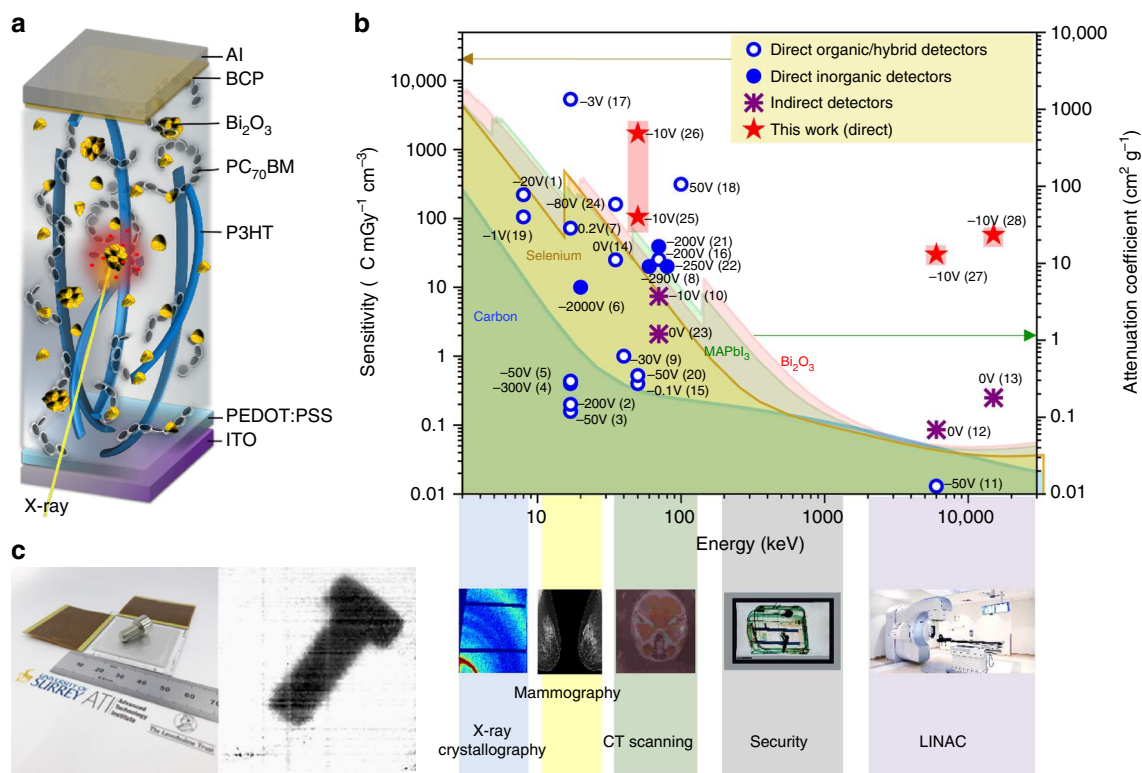 a
Al
BCP
Bi2O3
PC70BM
P3HT
PEDOT:PSS
ITO
X-ray
b
10,000
1000
100
10
1
0.1
0.01
Sensitivity ( C mGy−1 cm−3)
10,000
1000
100
10
1
0.1
0.01
Attenuation coefficient (cm2 g−1)
Direct organic/hybrid detectors
Direct inorganic detectors
Indirect detectors
This work (direct)
−3V (17)
−10V (26)
−20V(1)
−80V (24)
50V (18)
−10V(25)
−1V(19)
0.2V(7)
0V(14)
−200V (21)
−200V (16)
−250V (22)
−290V (8)
−10V (28)
−10V (27)
Selenium
−2000V (6)
−10V (10)
Carbon
0V(23)
MAPbI3
Bi2O3
−30V (9)
−50V (5)
−300V (4)
−50V (20)
−0.1V (15)
−200V (2)
−50V (3)
0V (13)
0V (12)
−50V (11)
10
100
1000
10,000
Energy (keV)
X-ray
crystallography
Mammography
CT scanning
Security
LINAC
c
10 20 30 40 50 60 70
UNIVERSITY OF
SURREY
ATI
Advanced
Technology
Institute
The Leverhulme Trust